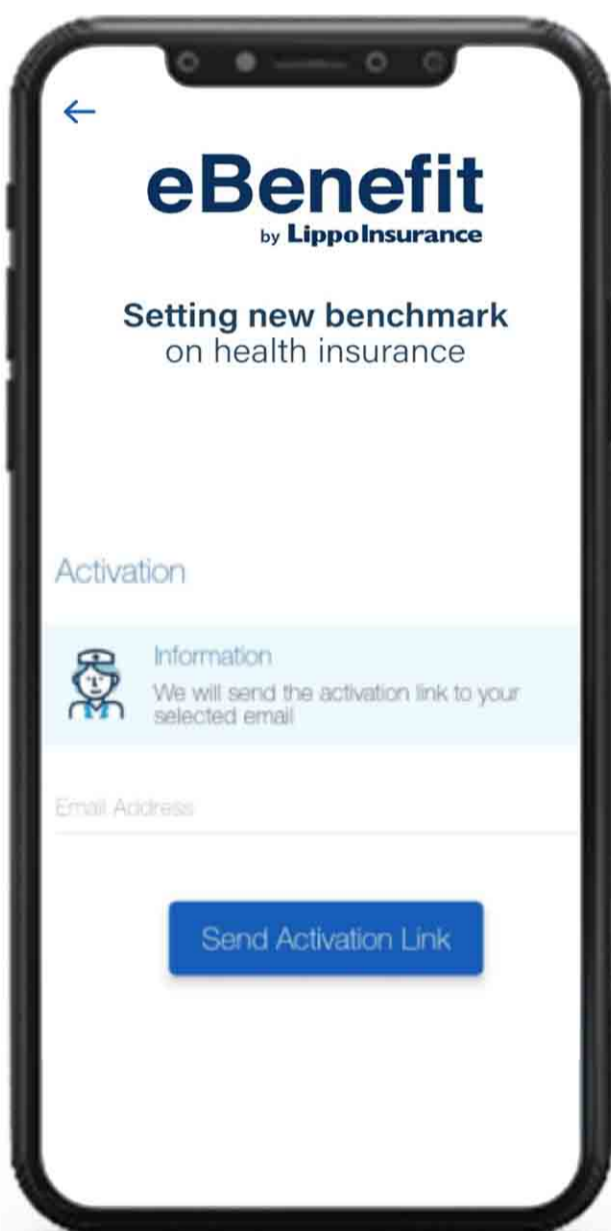 eBenefit
by LippoInsurance
Setting new benchmark
on health insurance
Activation
Information
We will send the activation link to your
selected email
Email Address
Send Activation Link